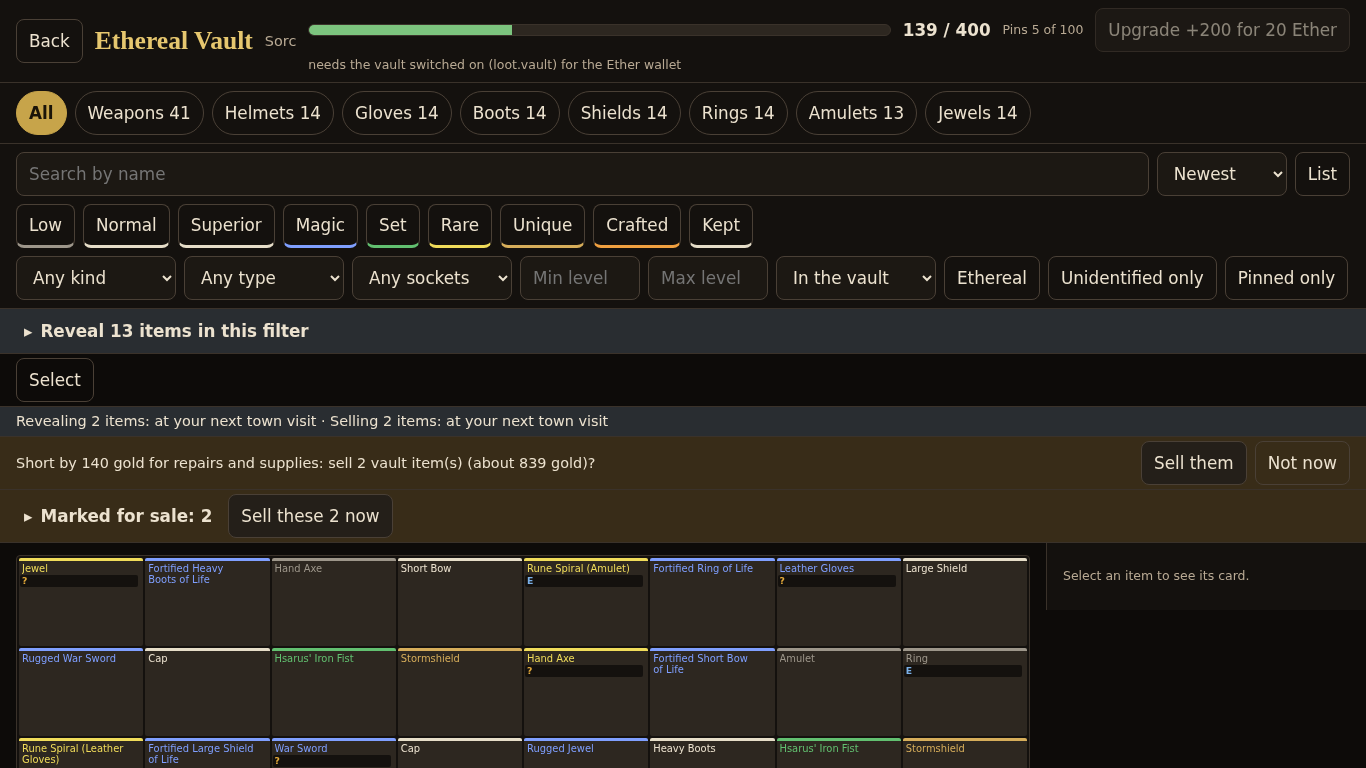 Back
Ethereal Vault
Sorc
139 / 400
Pins 5 of 100
Upgrade +200 for 20 Ether
needs the vault switched on (loot.vault) for the Ether wallet
All
Weapons 41
Helmets 14
Gloves 14
Boots 14
Shields 14
Rings 14
Amulets 13
Jewels 14
Search by name
Newest
List
Low
Normal
Superior
Magic
Set
Rare
Unique
Crafted
Kept
Any kind
Any type
Any sockets
Min level
Max level
In the vault
Ethereal
Unidentified only
Pinned only
▸ Reveal 13 items in this filter
Select
Revealing 2 items: at your next town visit · Selling 2 items: at your next town visit
Short by 140 gold for repairs and supplies: sell 2 vault item(s) (about 839 gold)?
Sell them
Not now
▸ Marked for sale: 2
Sell these 2 now
Jewel
?
Fortified Heavy
Boots of Life
Hand Axe
Short Bow
Rune Spiral (Amulet)
E
Fortified Ring of Life
Leather Gloves
?
Large Shield
Select an item to see its card.
Rugged War Sword
Cap
Hsarus' Iron Fist
Stormshield
Hand Axe
?
Fortified Short Bow
of Life
Amulet
Ring
E
Rune Spiral (Leather
Gloves)
Fortified Large Shield
of Life
War Sword
?
Cap
Rugged Jewel
Heavy Boots
Hsarus' Iron Fist
Stormshield